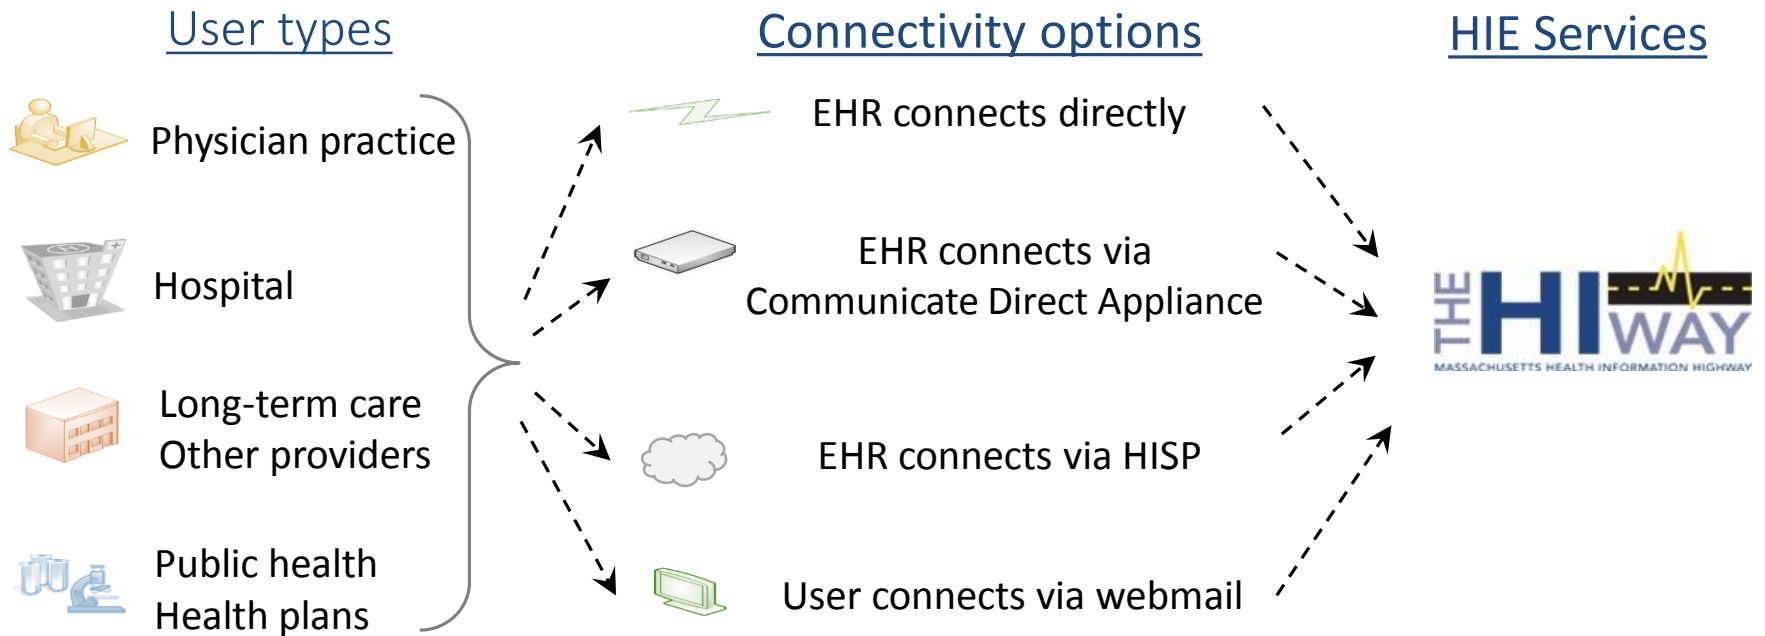 User types
Connectivity options
HIE Services
Physician practice
Hospital
Long-term care
Other providers
Public health
Health plans
EHR connects directly
EHR connects via
Communicate Direct Appliance
EHR connects via HISP
User connects via webmail
THE
HI
WAY
MASSACHUSETTS HEALTH INFORMATION HIGHWAY
H